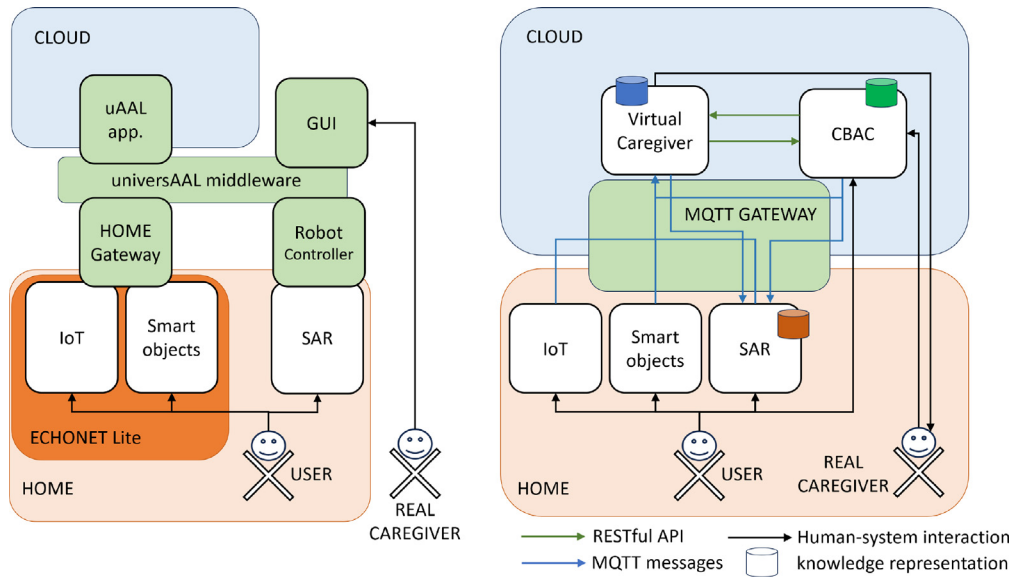 CLOUD
uAAL
app.
GUI
universAAL middleware
HOME
Gateway
Robot
Controller
IoT
Smart
objects
SAR
ECHONET Lite
USER
HOME
REAL
CAREGIVER
CLOUD
Virtual
Caregiver
CBAC
MQTT GATEWAY
IoT
Smart
objects
SAR
USER
REAL
CAREGIVER
HOME
RESTful API
Human-system interaction
MQTT messages
knowledge representation